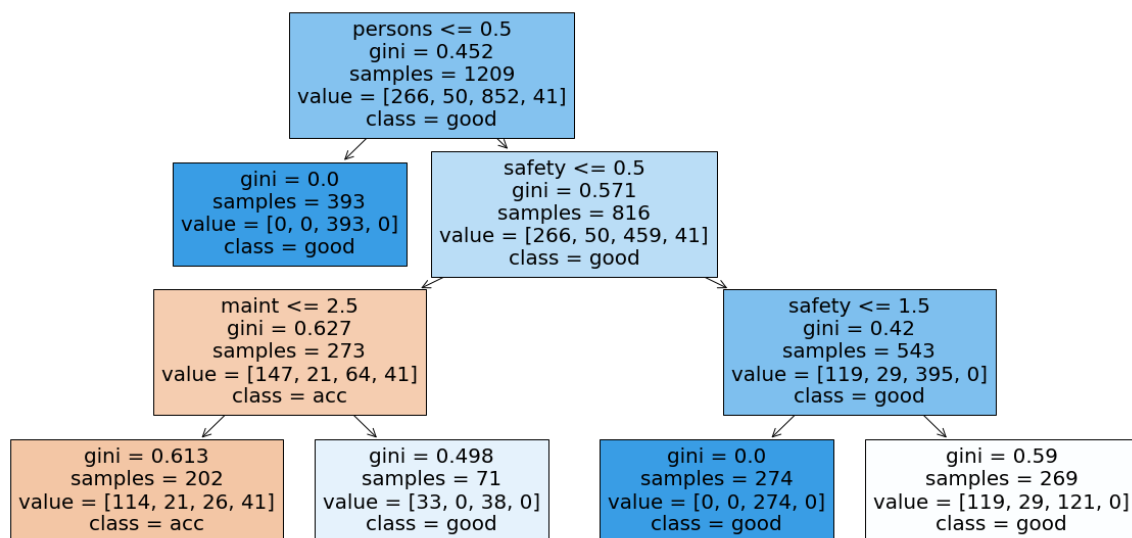 persons <= 0.5
gini = 0.452
samples = 1209
value = [266, 50, 852, 41]
class = good
gini = 0.0
samples = 393
value = [0, 0, 393, 0]
class = good
safety <= 0.5
gini = 0.571
samples = 816
value = [266, 50, 459, 41]
class = good
maint <= 2.5
gini = 0.627
samples = 273
value = [147, 21, 64, 41]
class = acc
safety <= 1.5
gini = 0.42
samples = 543
value = [119, 29, 395, 0]
class = good
gini = 0.613
samples = 202
value = [114, 21, 26, 41]
class = acc
gini = 0.498
samples = 71
value = [33, 0, 38, 0]
class = good
gini = 0.0
samples = 274
value = [0, 0, 274, 0]
class = good
gini = 0.59
samples = 269
value = [119, 29, 121, 0]
class = good